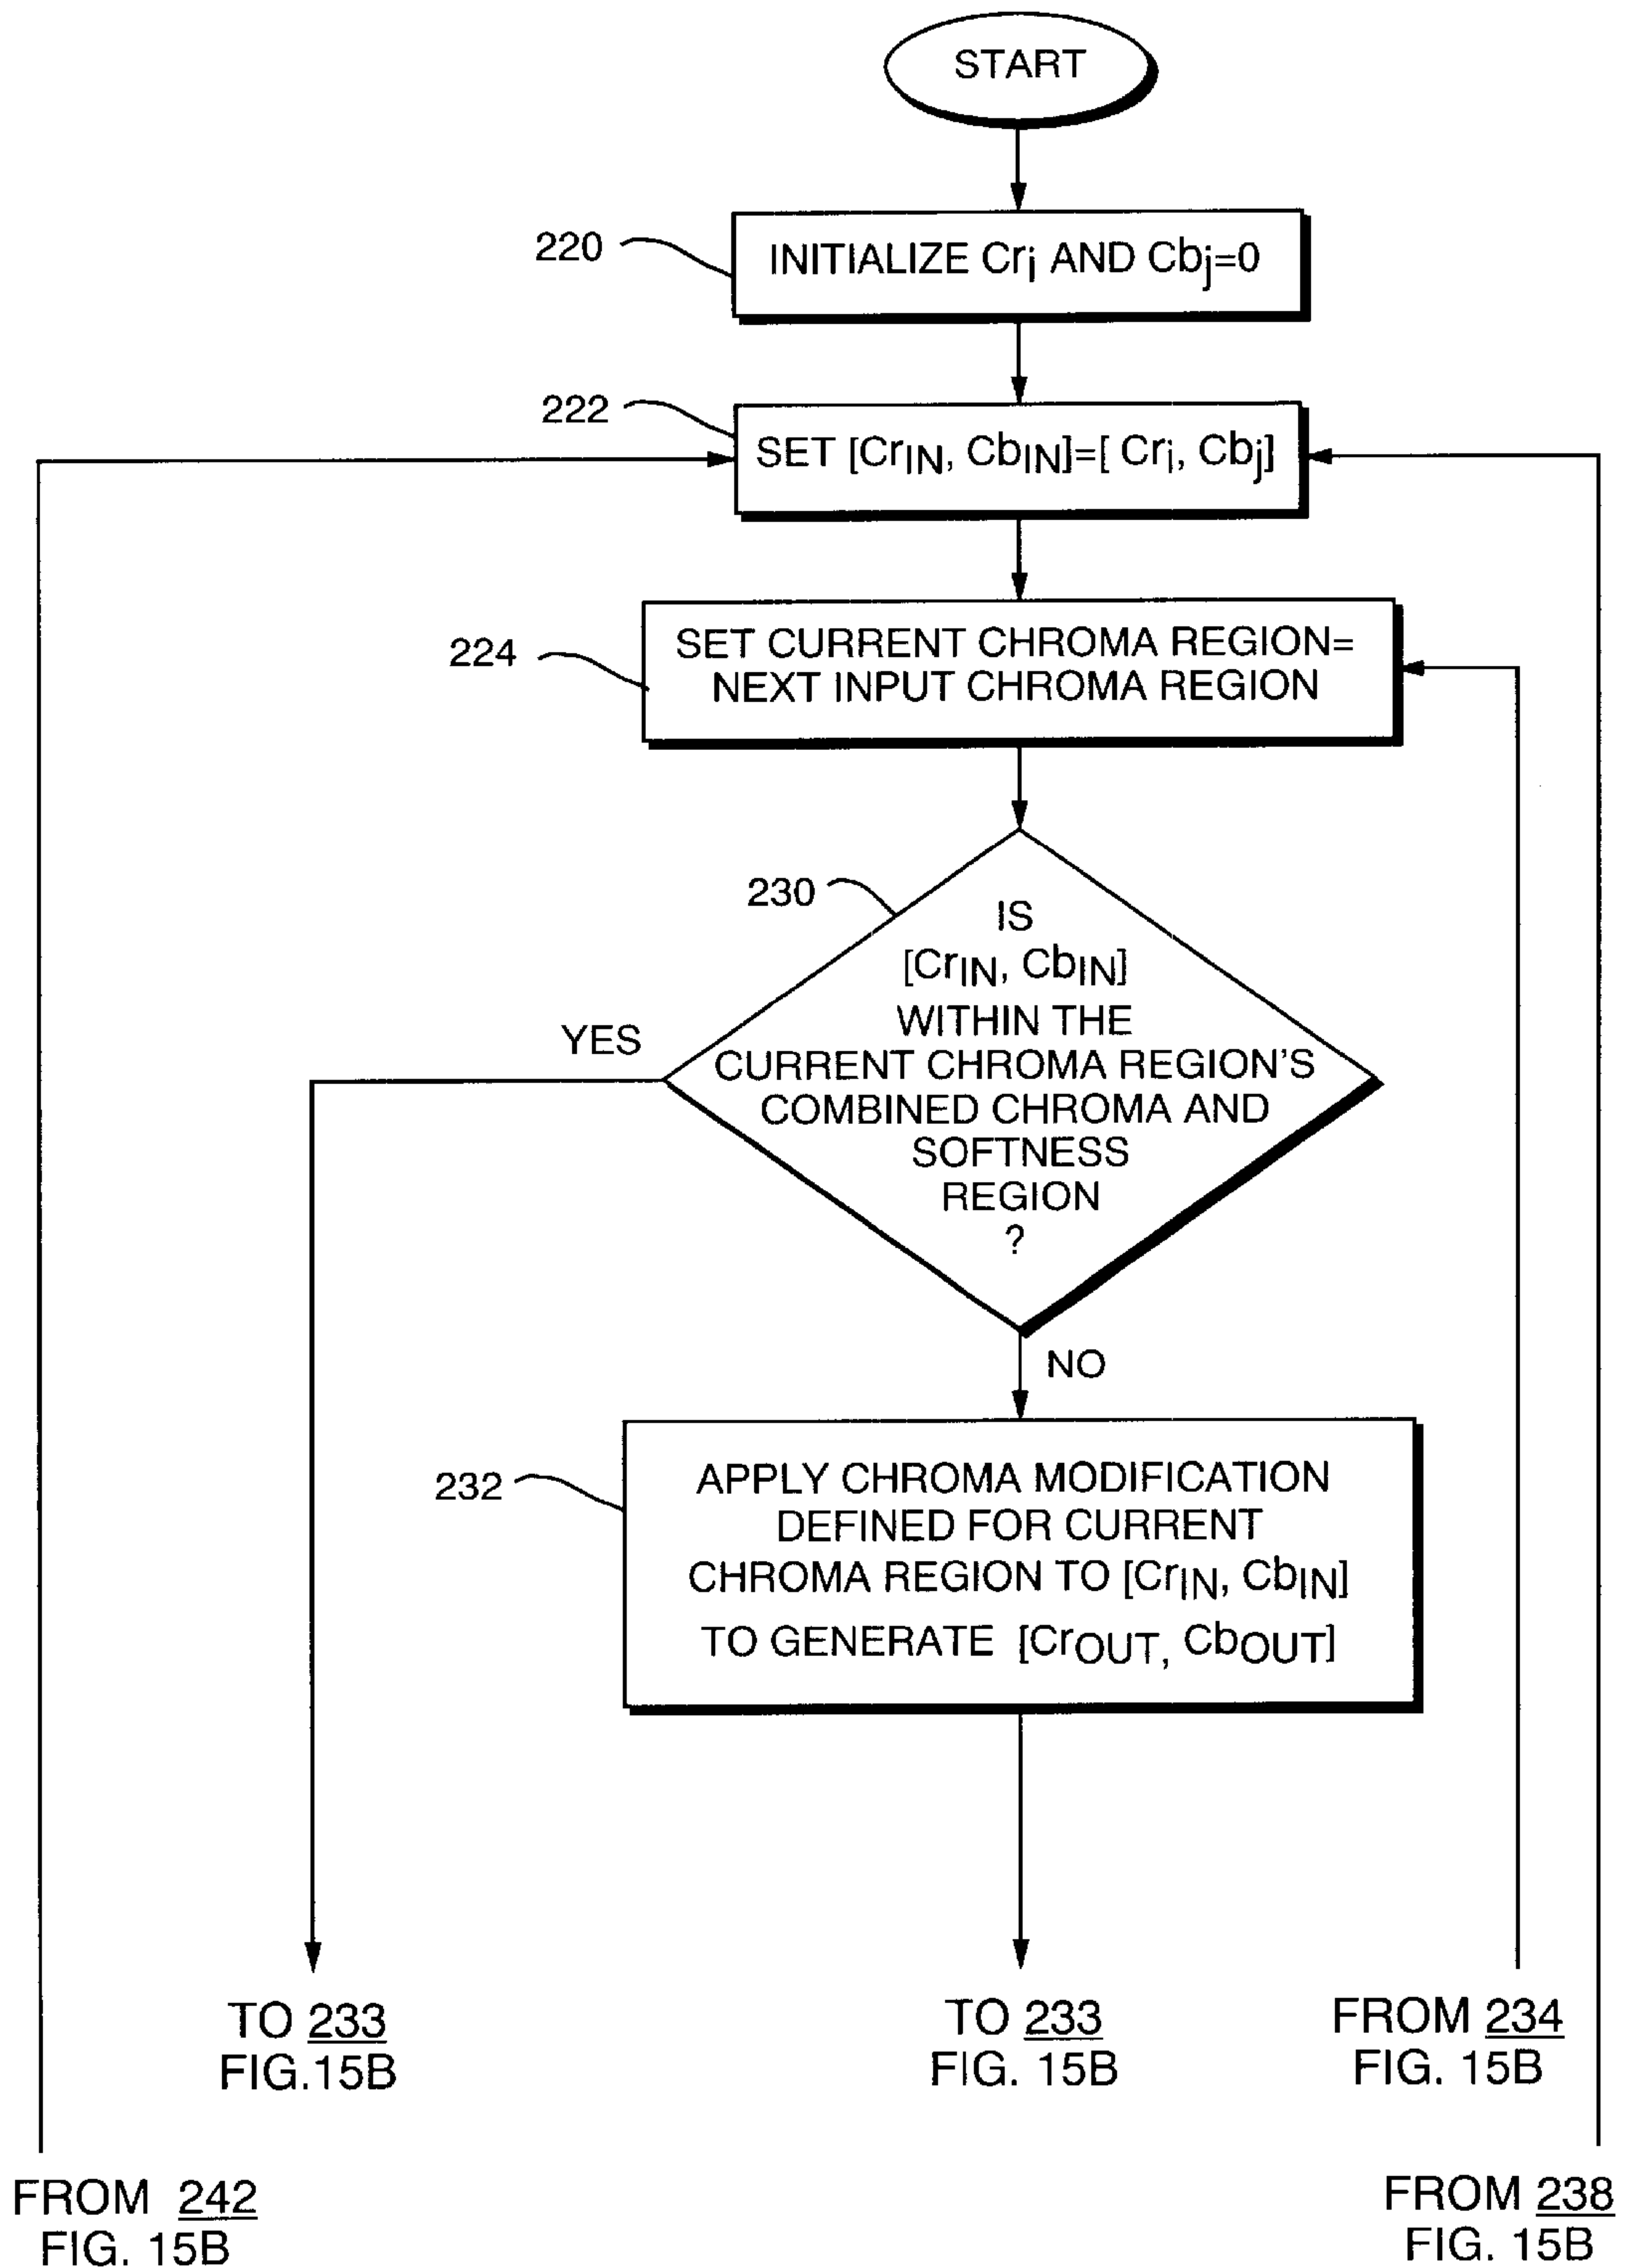 START
220
INITIALIZE Cri AND Cbj=0
222
SET [CrIN, CbIN]=[ Cri, Cbj]
224
SET CURRENT CHROMA REGION=
NEXT INPUT CHROMA REGION
230
IS
[CrIN, CbIN]
WITHIN THE
YES
CURRENT CHROMA REGION'S
COMBINED CHROMA AND
SOFTNESS
REGION
?
NO
232
APPLY CHROMA MODIFICATION
DEFINED FOR CURRENT
CHROMA REGION TO [CrIN, CbIN]
TO GENERATE [CrOUT, CbOUT]
TO 233
FIG.15B
TO 233
FIG. 15B
FROM 234
FIG. 15B
FROM 242
FIG. 15B
FROM 238
FIG. 15B